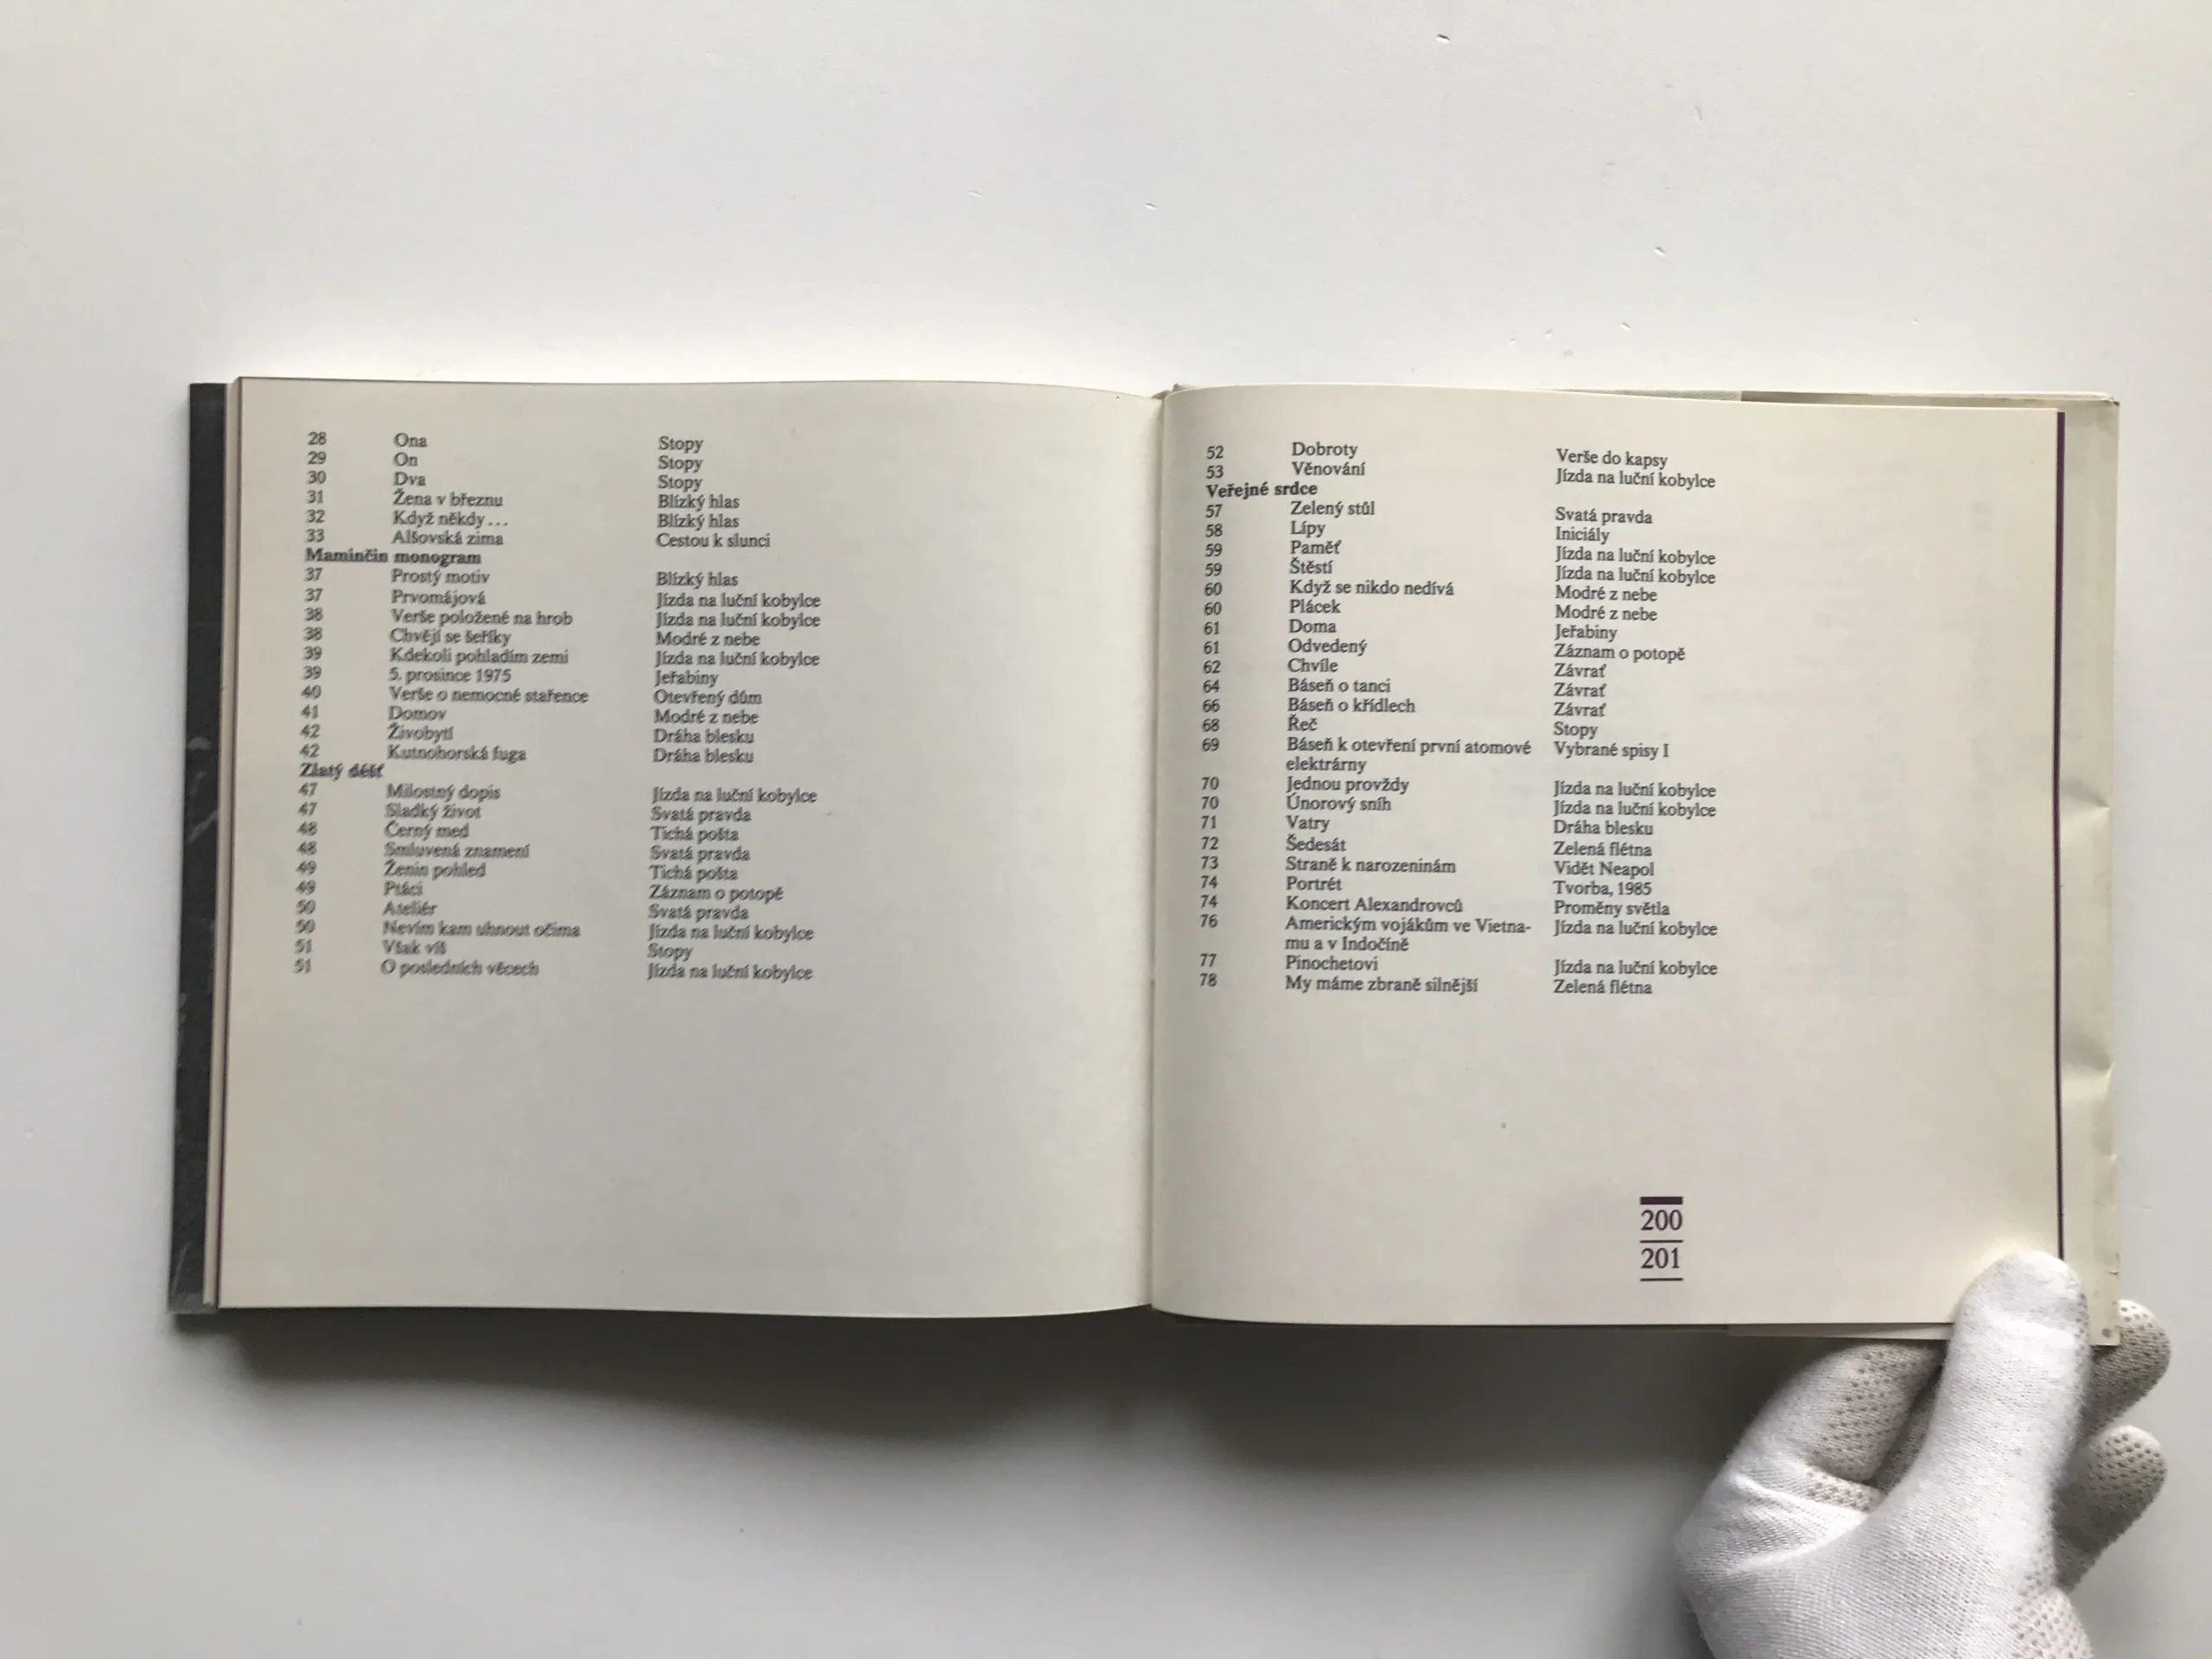 28 Ona Stopy
29 On Stopy
30 Dva Stopy
31 Žena v březnu Blízký hlas
32 Když někdy... Blízký hlas
33 Alšovská zima Cestou k slunci
Maminčin monogram
37 Prostý motiv Blízký hlas
37 Prvomájová Jízda na luční kobylce
38 Verše položené na hrob Jízda na luční kobylce
38 Chvějí se šeříky Modré z nebe
39 Kdekoli pohladím zemi Jízda na luční kobylce
39 5. prosince 1975 Jeřabiny
40 Verše o nemocné stařence Otevřený dům
41 Domov Modré z nebe
42 Živobytí Dráha blesku
42 Kutnohorská fuga Dráha blesku
Zlatý déšť
47 Milostný dopis Jízda na luční kobylce
47 Sladký život Svatá pravda
48 Černý med Tichá pošta
48 Smluvená znamení Svatá pravda
49 Ženin pohled Tichá pošta
49 Ptáci Záznam o potopě
50 Ateliér Svatá pravda
50 Nevím kam uhnout očima Jízda na luční kobylce
51 Však víš Stopy
51 O posledních věcech Jízda na luční kobylce
52 Dobroty Verše do kapsy
53 Věnování Jízda na luční kobylce
Veřejné srdce
57 Zelený stůl Svatá pravda
58 Lípy Iniciály
59 Paměť Jízda na luční kobylce
59 Štěstí Jízda na luční kobylce
60 Když se nikdo nedívá Modré z nebe
60 Plácek Modré z nebe
61 Doma Jeřabiny
61 Odvedený Záznam o potopě
62 Chvíle Závrať
64 Báseň o tanci Závrať
66 Báseň o křídlech Závrať
68 Řeč Stopy
69 Báseň k otevření první atomové Vybrané spisy I
elektrárny
70 Jednou provždy Jízda na luční kobylce
70 Únorový sníh Jízda na luční kobylce
71 Vatry Dráha blesku
72 Šedesát Zelená flétna
73 Straně k narozeninám Vidět Neapol
74 Portrét Tvorba, 1985
74 Koncert Alexandrovců Proměny světla
76 Americkým vojákům ve Vietna- Jízda na luční kobylce
mu a v Indočíně
77 Pinochetovi Jízda na luční kobylce
78 My máme zbraně silnější Zelená flétna
200
201